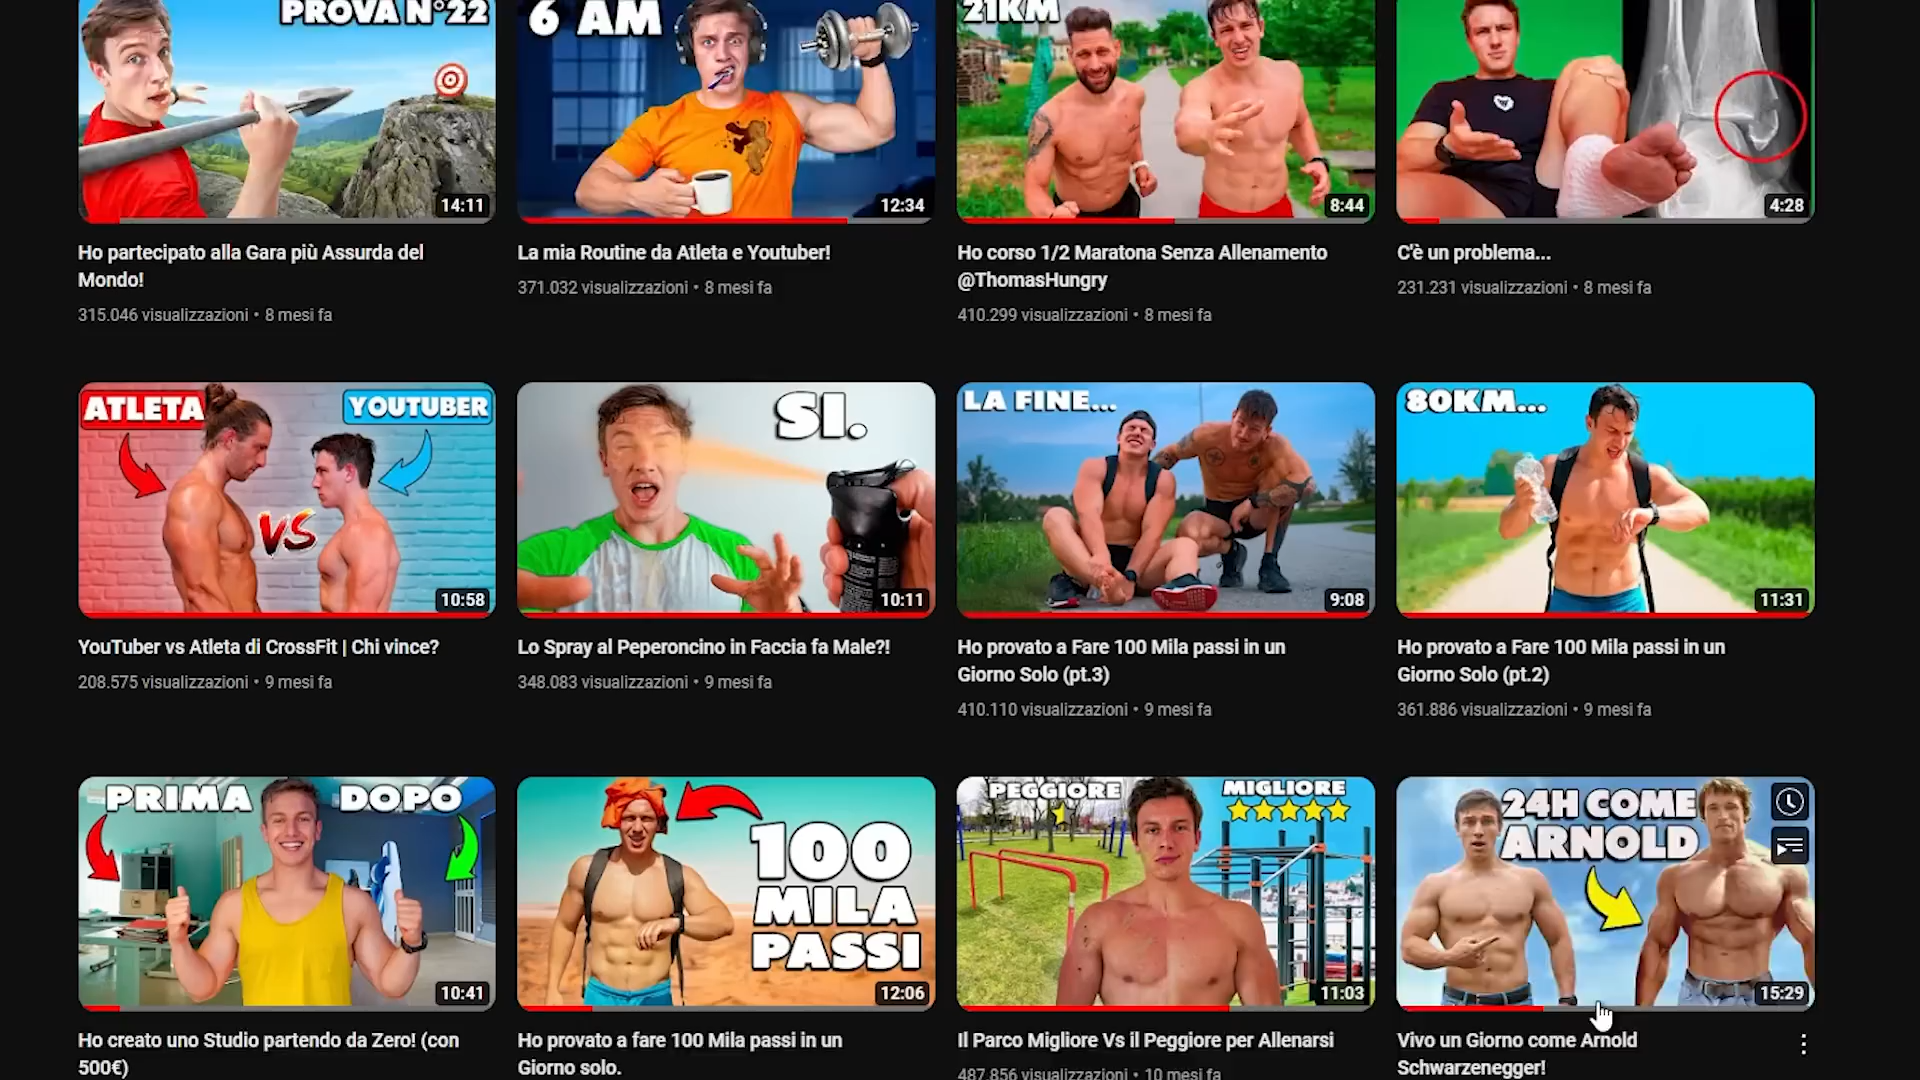 PROVA N°22
14:11
6 AM
12:34
21KM
8:44
4:28
Ho partecipato alla Gara più Assurda del
Mondo!
315.046 visualizzazioni • 8 mesi fa
La mia Routine da Atleta e Youtuber!
371.032 visualizzazioni • 8 mesi fa
Ho corso 1/2 Maratona Senza Allenamento
@ThomasHungry
410.299 visualizzazioni • 8 mesi fa
C'è un problema...
231.231 visualizzazioni • 8 mesi fa
ATLETA
YOUTUBER
VS
10:58
SI.
10:11
LA FINE...
9:08
80KM...
11:31
YouTuber vs Atleta di CrossFit | Chi vince?
208.575 visualizzazioni • 9 mesi fa
Lo Spray al Peperoncino in Faccia fa Male?!
348.083 visualizzazioni • 9 mesi fa
Ho provato a Fare 100 Mila passi in un
Giorno Solo (pt.3)
410.110 visualizzazioni • 9 mesi fa
Ho provato a Fare 100 Mila passi in un
Giorno Solo (pt.2)
361.886 visualizzazioni • 9 mesi fa
PRIMA
DOPO
10:41
100
MILA
PASSI
12:06
PEGGIORE
MIGLIORE
11:03
24H COME
ARNOLD
15:29
Ho creato uno Studio partendo da Zero! (con
500€)
Ho provato a fare 100 Mila passi in un
Giorno solo.
Il Parco Migliore Vs il Peggiore per Allenarsi
487.856 visualizzazioni • 10 mesi fa
Vivo un Giorno come Arnold
Schwarzenegger!